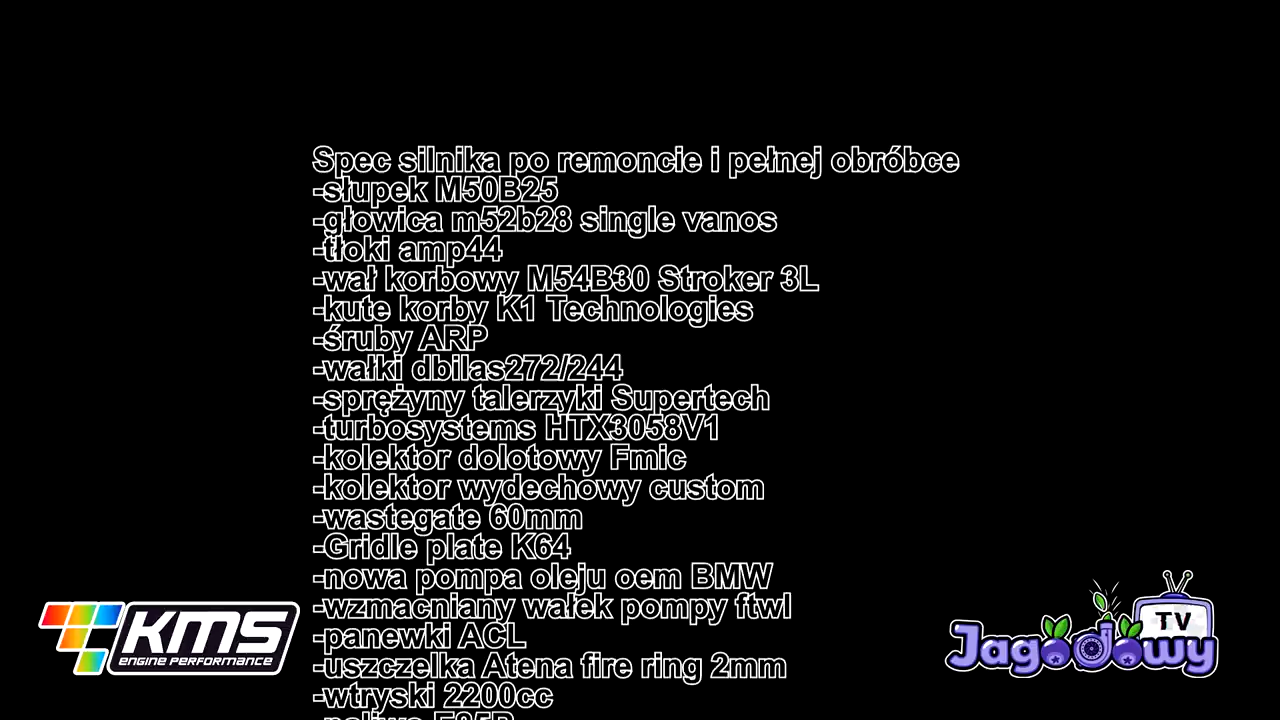 Spec silnika po remoncie i pełnej obróbce
-słupek M50B25
-głowica m52b28 single vanos
-tłoki amp44
-wał korbowy M54B30 Stroker 3L
-kute korby K1 Technologies
-śruby ARP
-wałki dbilas272/244
-sprężyny talerzyki Supertech
-turbosystems HTX3058V1
-kolektor dolotowy Fmic
-kolektor wydechowy custom
-wastegate 60mm
-Gridle plate K64
-nowa pompa oleju oem BMW
-wzmacniany wałek pompy ftwl
-panewki ACL
-uszczelka Atena fire ring 2mm
-wtryski 2200cc
KMS
ENGINE PERFORMANCE
TV
Jagodowy